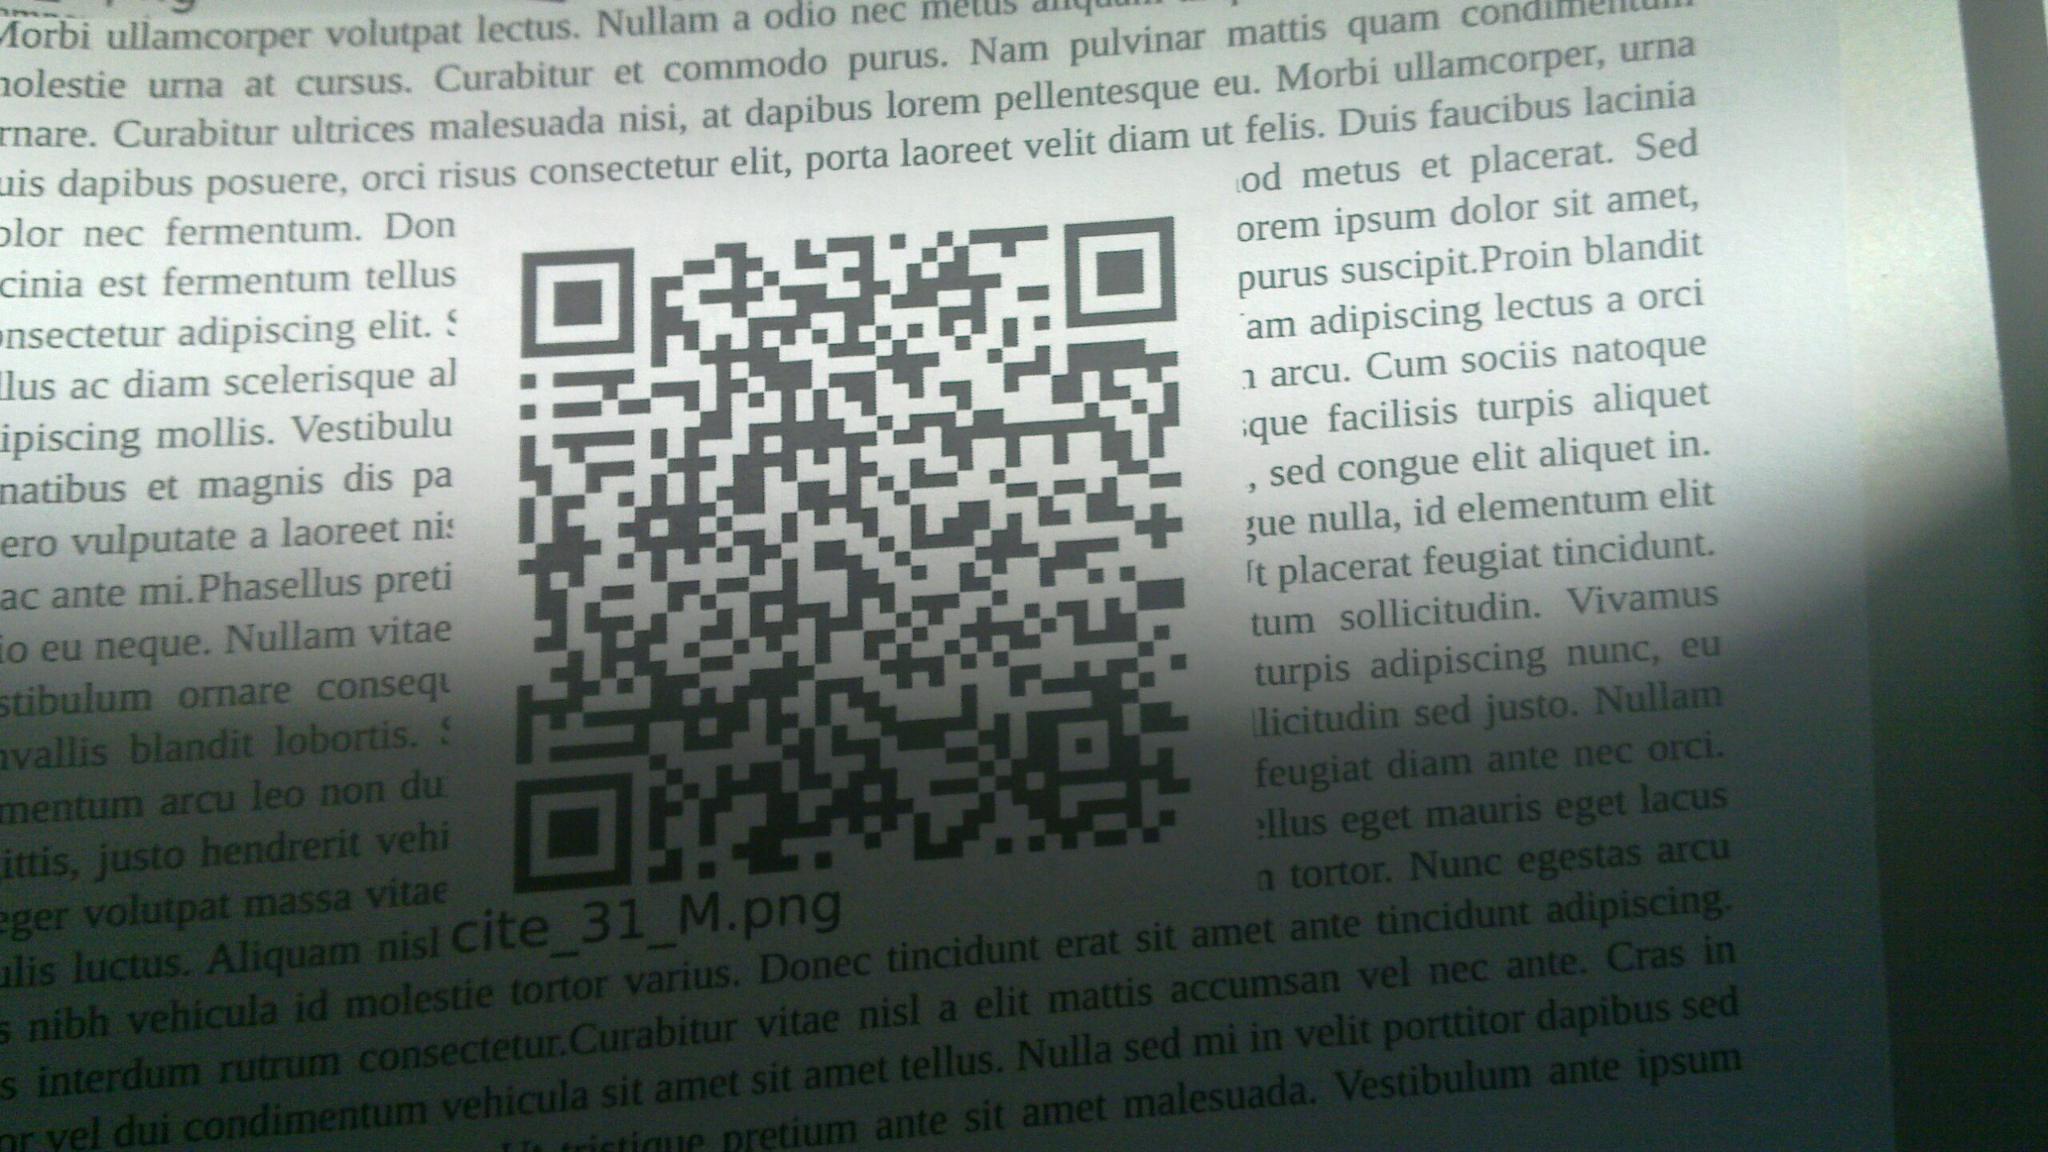 Morbi ullamcorper volutpat lectus. Nullam a odio nec metus
molestie urna at cursus. Curabitur et commodo purus. Nam pulvinar mattis quam condimentum
rnare. Curabitur ultrices malesuada nisi, at dapibus lorem pellentesque eu. Morbi ullamcorper, urna
uis dapibus posuere, orci risus consectetur elit, porta laoreet velit diam ut felis. Duis faucibus lacinia
olor nec fermentum. Don od metus et placerat. Sed
cinia est fermentum tellus orem ipsum dolor sit amet,
onsectetur adipiscing elit. S purus suscipit.Proin blandit
llus ac diam scelerisque al am adipiscing lectus a orci
ipiscing mollis. Vestibulu arcu. Cum sociis natoque
natibus et magnis dis pa que facilisis turpis aliquet
ero vulputate a laoreet nis , sed congue elit aliquet in.
ac ante mi.Phasellus preti gue nulla, id elementum elit
io eu neque. Nullam vitae t placerat feugiat tincidunt.
stibulum ornare consequ tum sollicitudin. Vivamus
nvallis blandit lobortis. S turpis adipiscing nunc, eu
mentum arcu leo non du llicitudin sed justo. Nullam
ittis, justo hendrerit vehi feugiat diam ante nec orci.
eger volutpat massa vitae ellus eget mauris eget lacus
ulis luctus. Aliquam nisl tortor. Nunc egestas arcu
cite_31_M.png
s nibh vehicula id molestie tortor varius. Donec tincidunt erat sit amet ante tincidunt adipiscing.
s interdum rutrum consectetur.Curabitur vitae nisl a elit mattis accumsan vel nec ante. Cras in
or vel dui condimentum vehicula sit amet sit amet tellus. Nulla sed mi in velit porttitor dapibus sed
Ut tristique pretium ante sit amet malesuada. Vestibulum ante ipsum